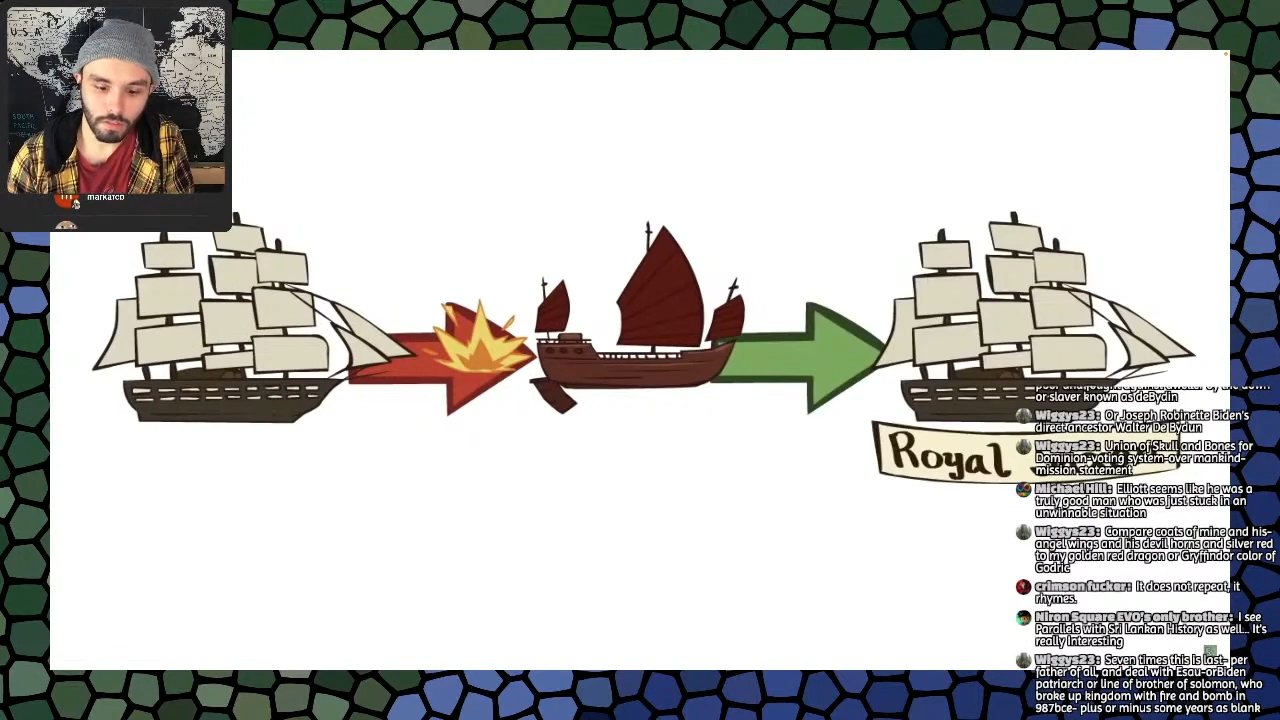 USA
SOUTH
PACIFIC
markatcb
or slaver known as deBydin
Wiggys23: Or Joseph Robinette Biden's
direct ancestor Walter De Bydun
Wiggys23: Union of Skull and Bones for
Dominion-voting system-over mankind-
mission statement
Royal
Michael Hill: Elliott seems like he was a
truly good man who was just stuck in an
unwinnable situation
Wiggys23: Compare coats of mine and his-
angel wings and his devil horns and silver red
to my golden red dragon or Gryffindor color of
Godric
crimson fucker: It does not repeat, it
rhymes.
Niron Square EVO's only brother: I see
Parallels with Sri Lankan History as well... It's
really Interesting
Wiggys23: Seven times this is last- per
father of all, and deal with Esau-orBiden
patriarch or line of brother of solomon, who
broke up kingdom with fire and bomb in
987bce- plus or minus some years as blank